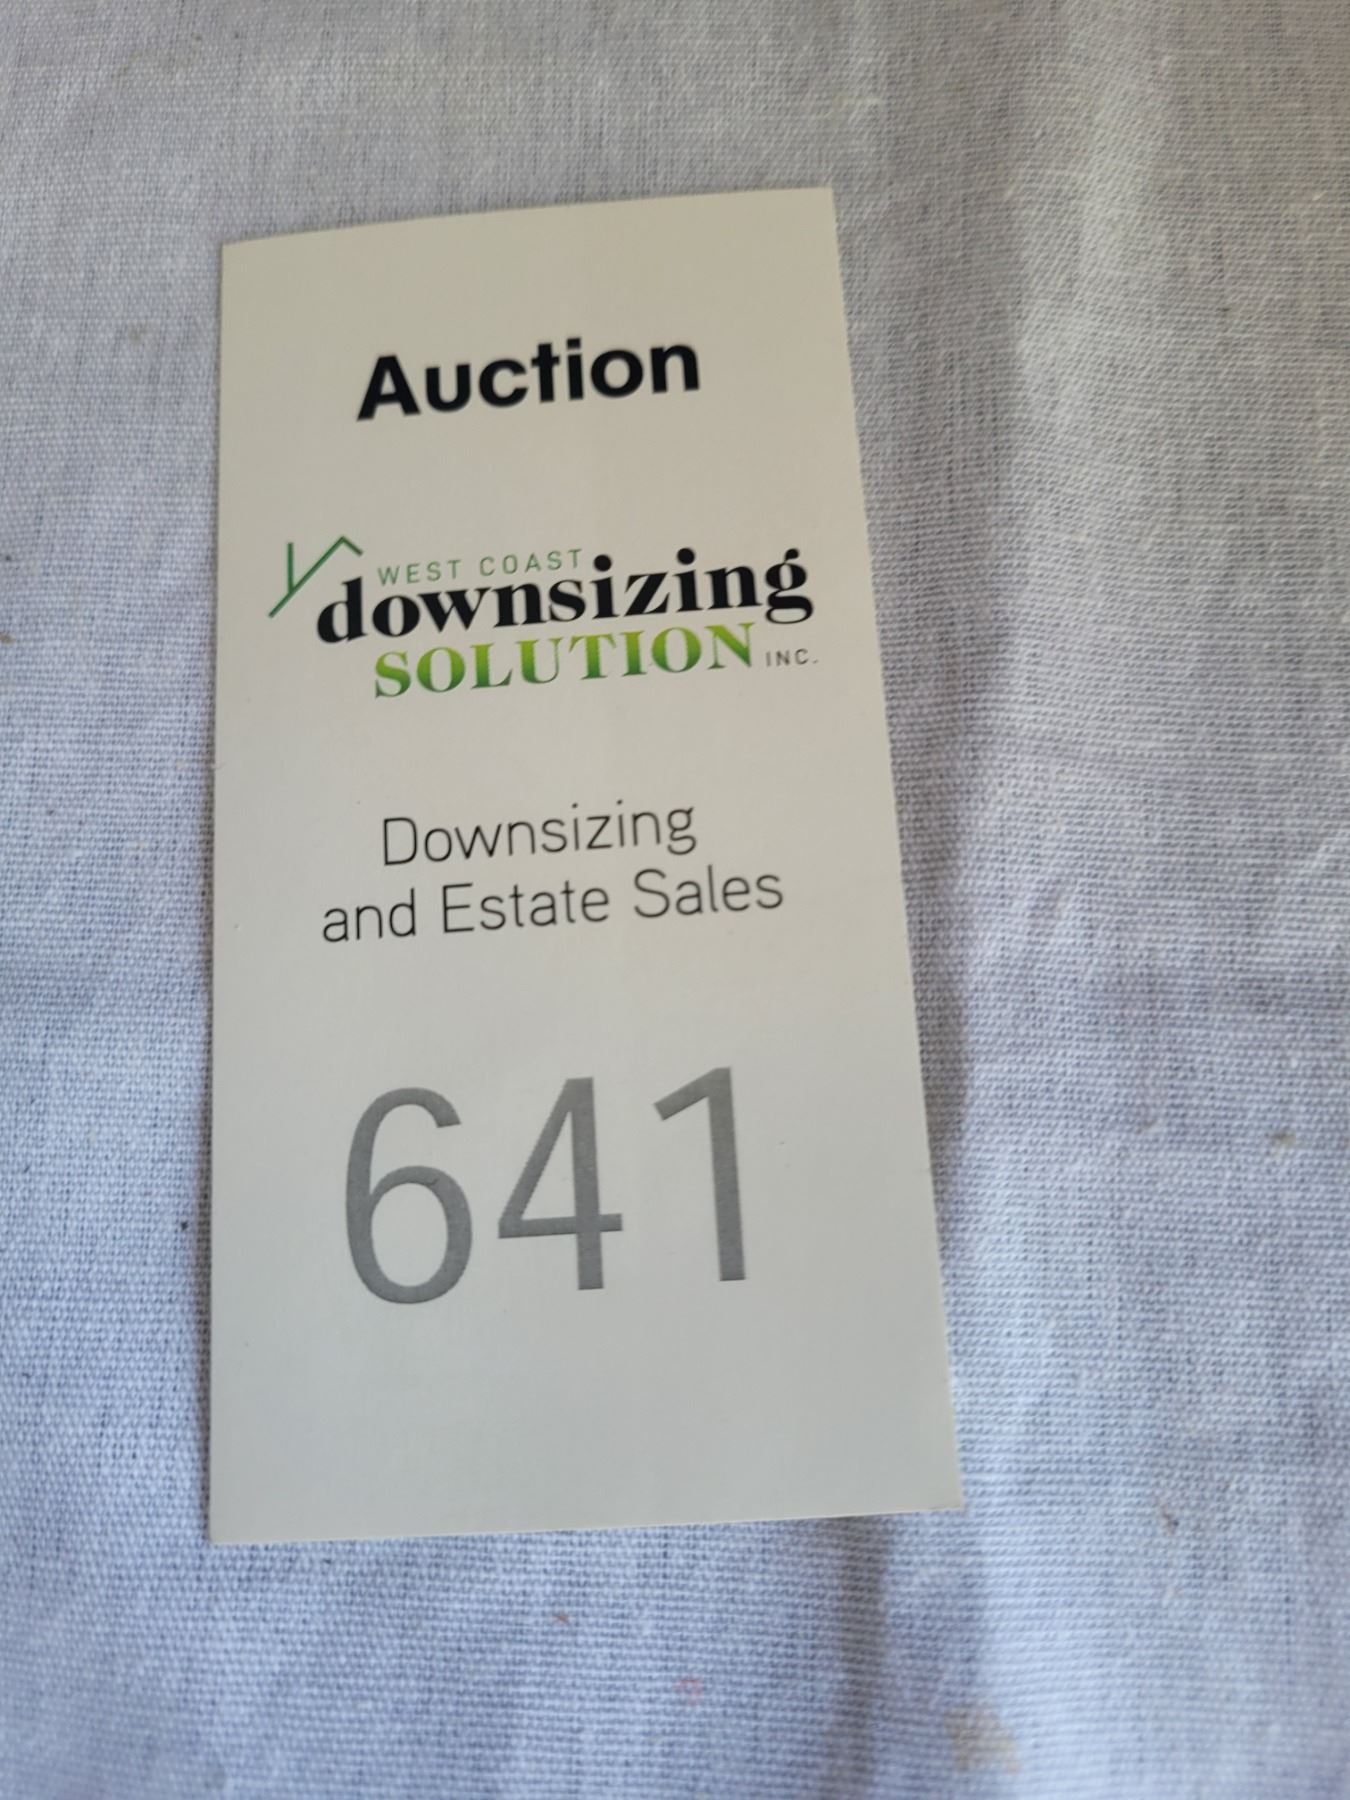 Auction
WEST COAST
downsizing
SOLUTION INC.
Downsizing
and Estate Sales
641